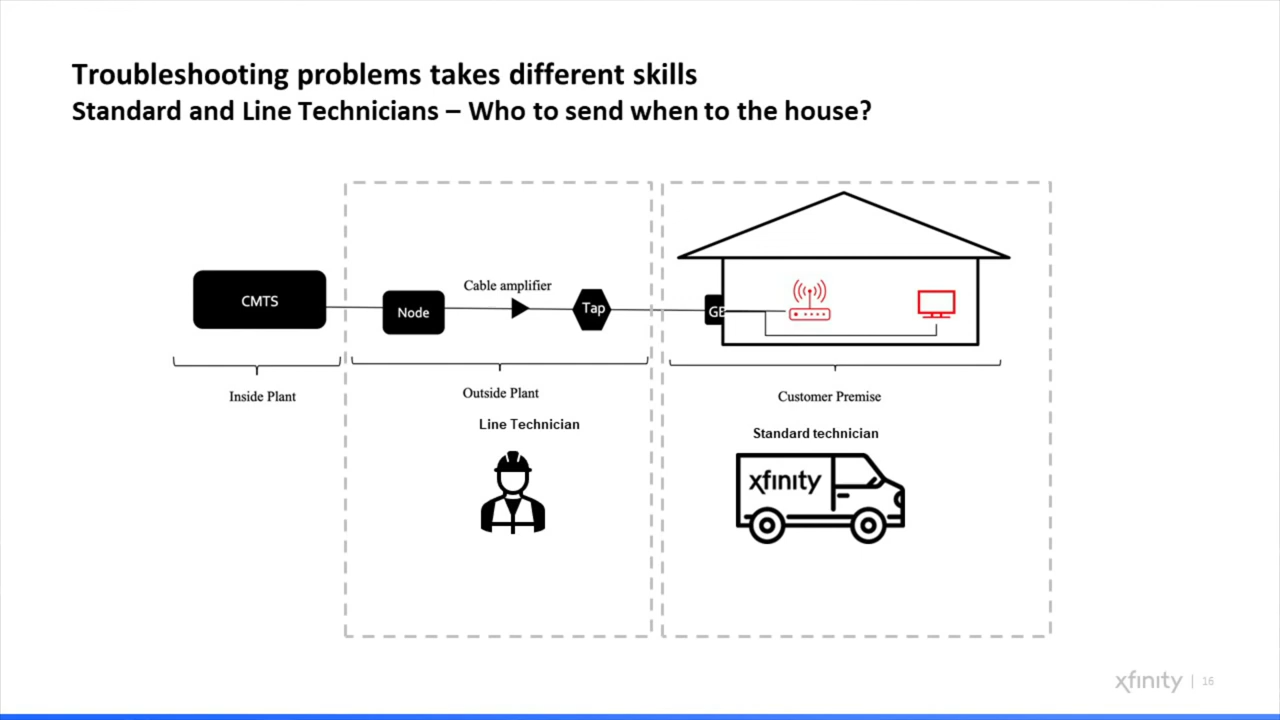 Troubleshooting problems takes different skills
Standard and Line Technicians – Who to send when to the house?
CMTS
Node
Cable amplifier
Tap
Inside Plant
Outside Plant
Customer Premise
Line Technician
Standard technician
xfinity
xfinity | 16